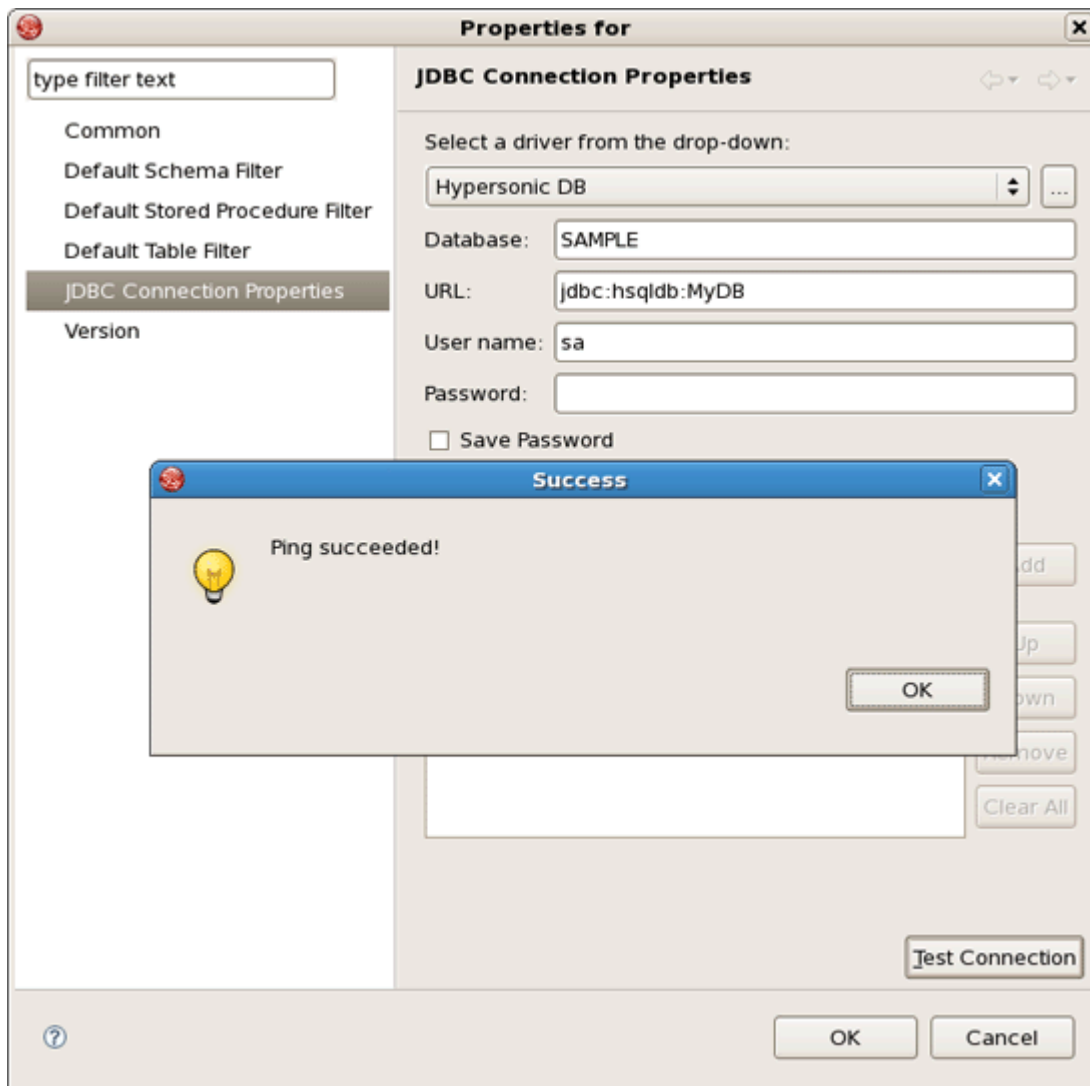 Properties for
type filter text
Common
Default Schema Filter
Default Stored Procedure Filter
Default Table Filter
JDBC Connection Properties
Version
JDBC Connection Properties
Select a driver from the drop-down:
Hypersonic DB
...
Database: SAMPLE
URL: jdbc:hsqldb:MyDB
User name: sa
Password:
Save Password
Success
Ping succeeded!
OK
Clear All
Test Connection
OK Cancel